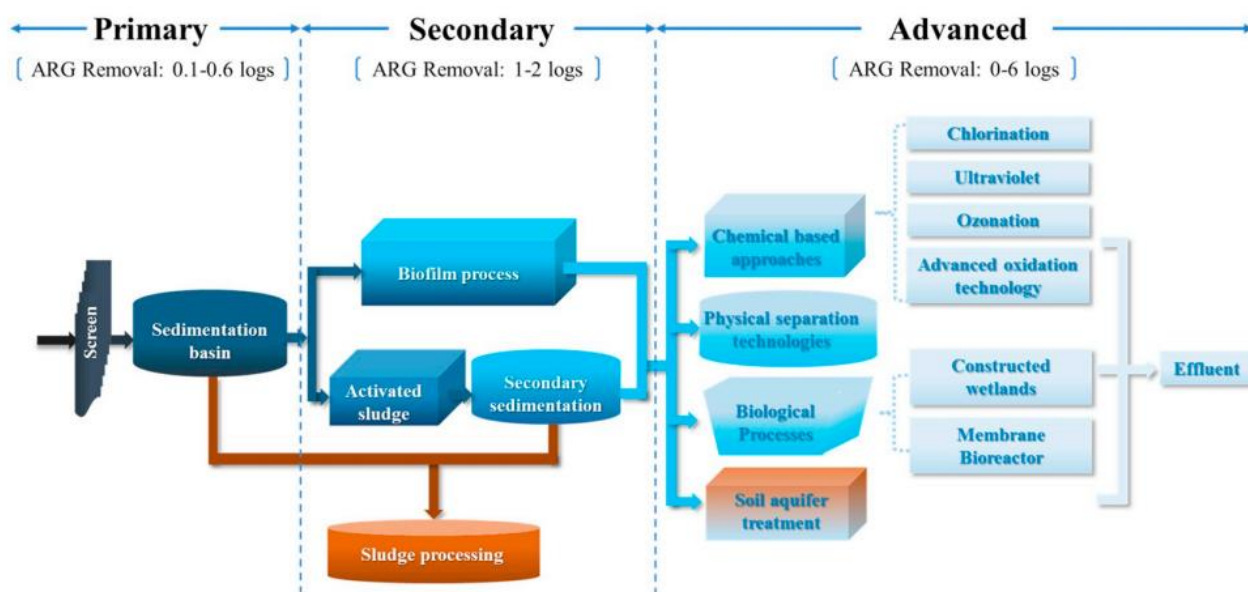 Primary
Secondary
Advanced
[ ARG Removal: 0.1-0.6 logs ]
[ ARG Removal: 1-2 logs ]
[ ARG Removal: 0-6 logs ]
Screen
Sedimentation
basin
Biofilm process
Activated
sludge
Secondary
sedimentation
Sludge processing
Chemical based
approaches
Physical separation
technologies
Biological
Processes
Soil aquifer
treatment
Chlorination
Ultraviolet
Ozonation
Advanced oxidation
technology
Constructed
wetlands
Membrane
Bioreactor
Effluent